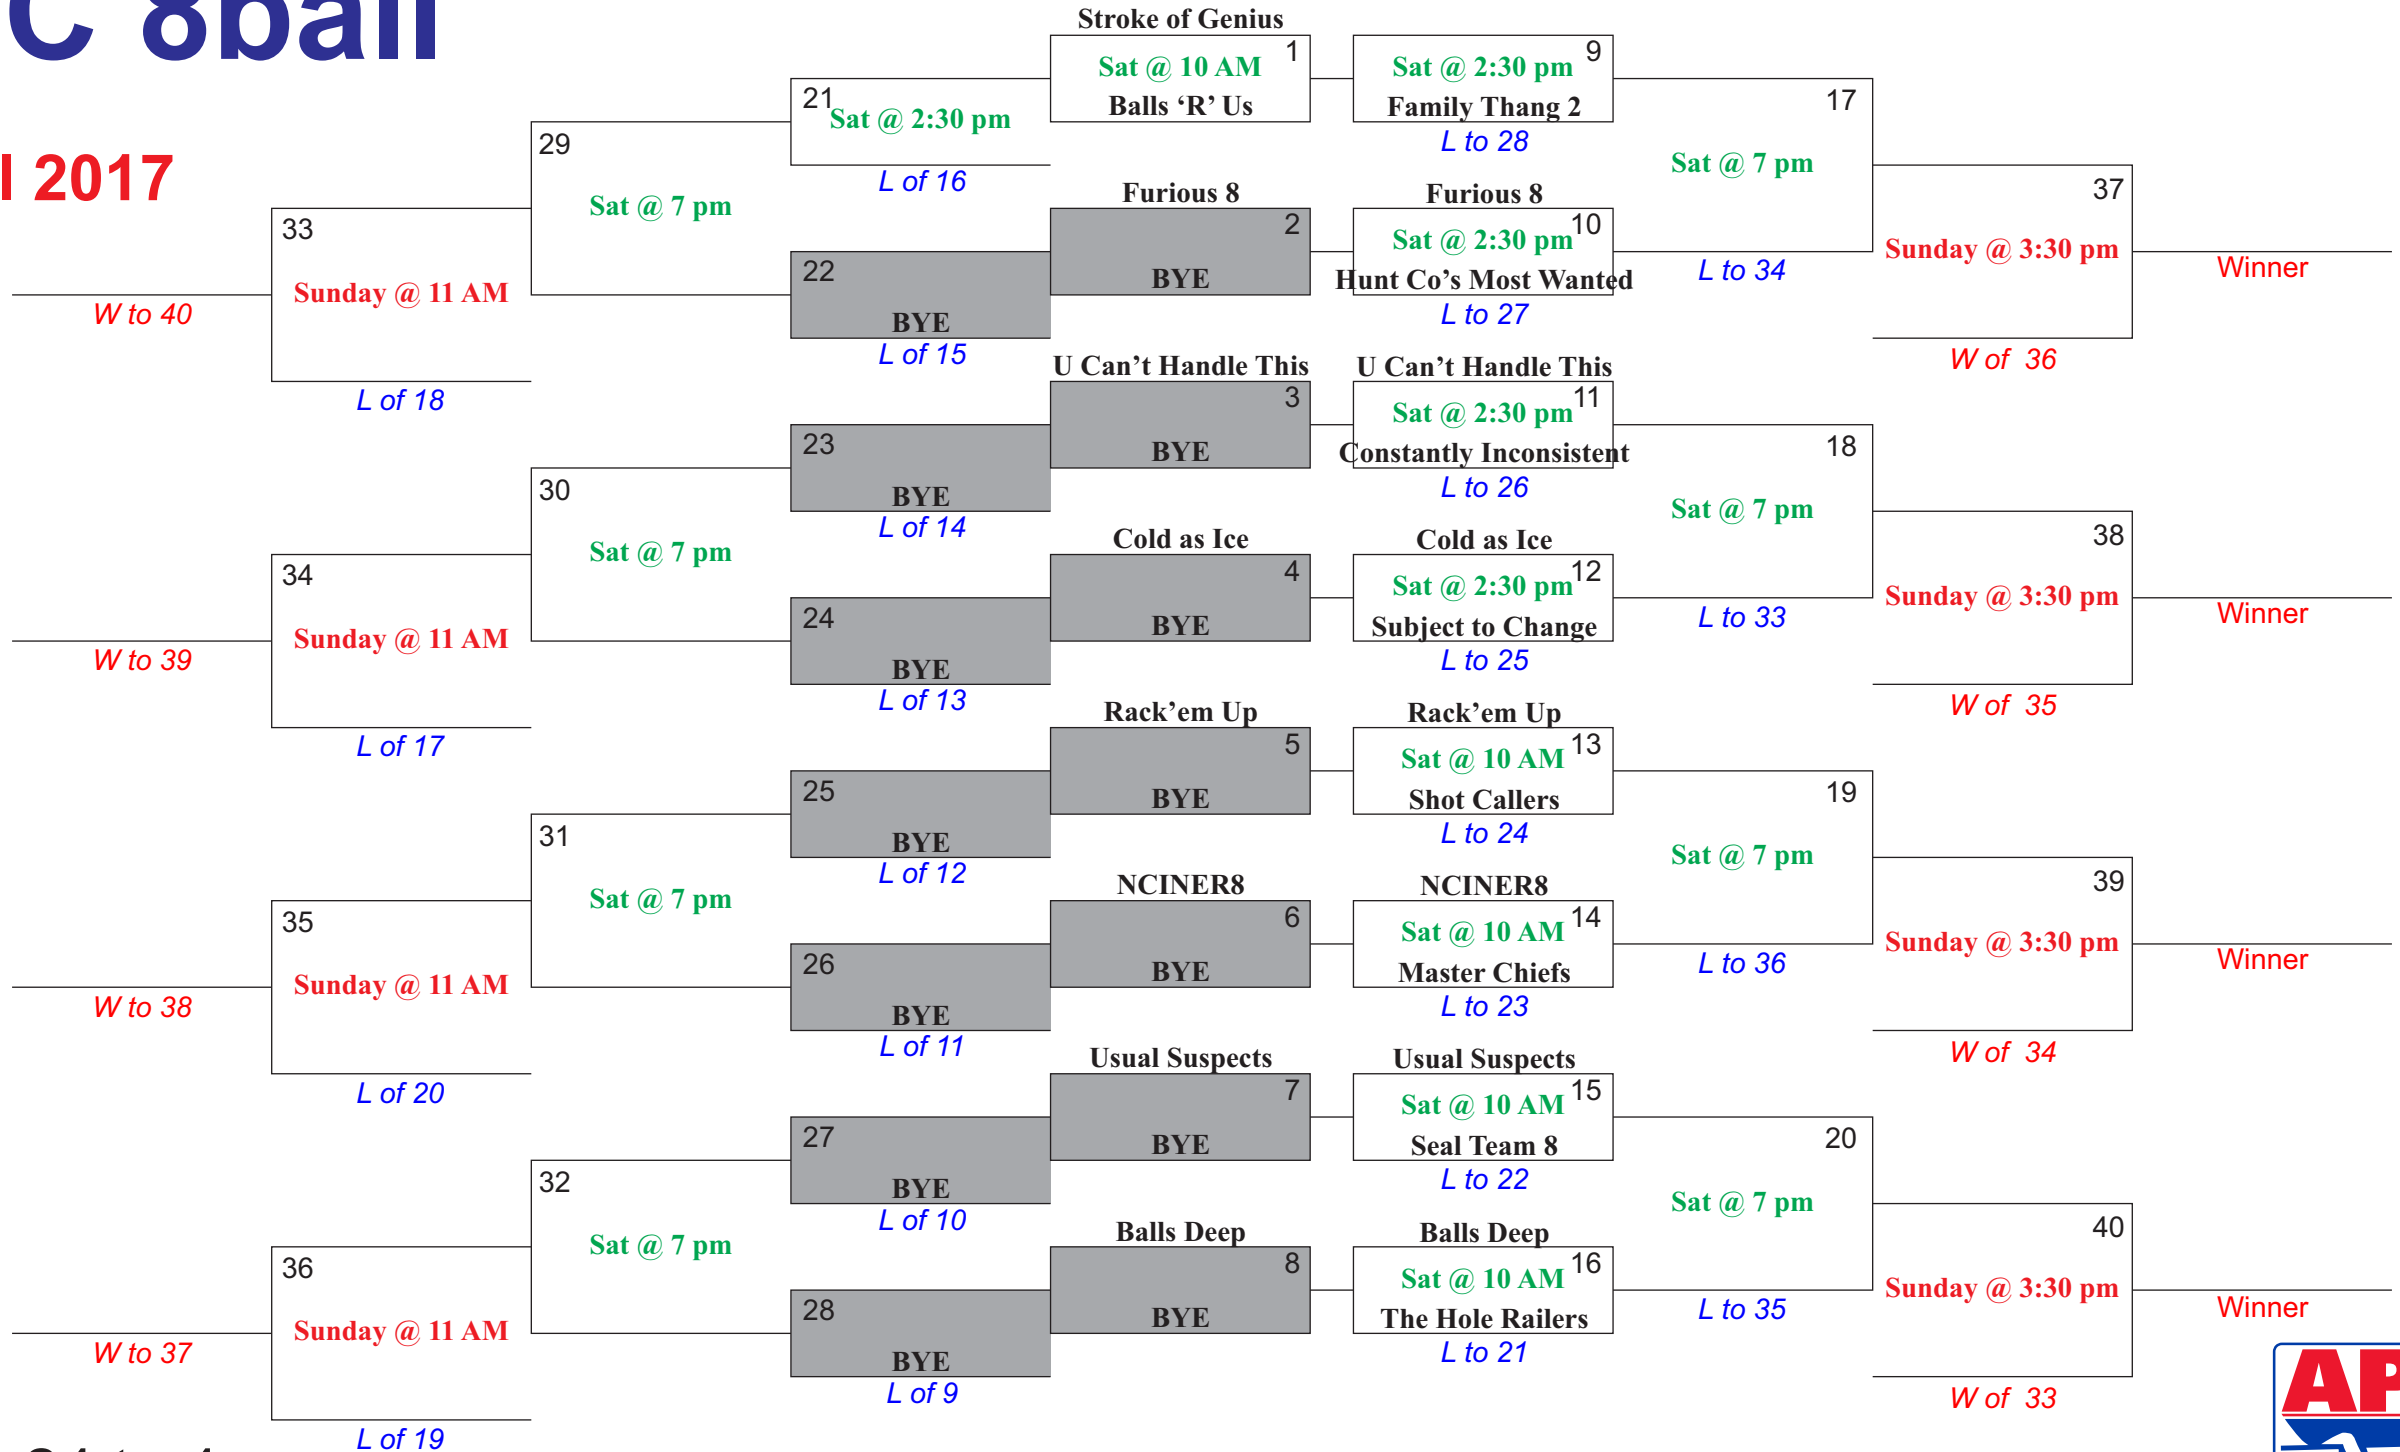 C 8ball
l 2017
33
Sunday @ 11 AM
W to 40
L of 18
34
Sunday @ 11 AM
W to 39
L of 17
35
Sunday @ 11 AM
W to 38
L of 20
36
Sunday @ 11 AM
W to 37
L of 19
29
Sat @ 7 pm
30
Sat @ 7 pm
31
Sat @ 7 pm
32
Sat @ 7 pm
21
Sat @ 2:30 pm
L of 16
22
BYE
L of 15
23
BYE
L of 14
24
BYE
L of 13
25
BYE
L of 12
26
BYE
L of 11
27
BYE
L of 10
28
BYE
L of 9
Stroke of Genius
1
Sat @ 10 AM
Balls ‘R’ Us
Furious 8
2
BYE
U Can’t Handle This
3
BYE
Cold as Ice
4
BYE
Rack’em Up
5
BYE
NCINER8
6
BYE
Usual Suspects
7
BYE
Balls Deep
8
BYE
9
Sat @ 2:30 pm
Family Thang 2
L to 28
Furious 8
10
Sat @ 2:30 pm
Hunt Co’s Most Wanted
L to 27
U Can’t Handle This
11
Sat @ 2:30 pm
Constantly Inconsistent
L to 26
Cold as Ice
12
Sat @ 2:30 pm
Subject to Change
L to 25
Rack’em Up
13
Sat @ 10 AM
Shot Callers
L to 24
NCINER8
14
Sat @ 10 AM
Master Chiefs
L to 23
Usual Suspects
15
Sat @ 10 AM
Seal Team 8
L to 22
Balls Deep
16
Sat @ 10 AM
The Hole Railers
L to 21
17
Sat @ 7 pm
L to 34
18
Sat @ 7 pm
L to 33
19
Sat @ 7 pm
L to 36
20
Sat @ 7 pm
L to 35
37
Sunday @ 3:30 pm
Winner
W of 36
38
Sunday @ 3:30 pm
Winner
W of 35
39
Sunday @ 3:30 pm
Winner
W of 34
40
Sunday @ 3:30 pm
Winner
W of 33
AP